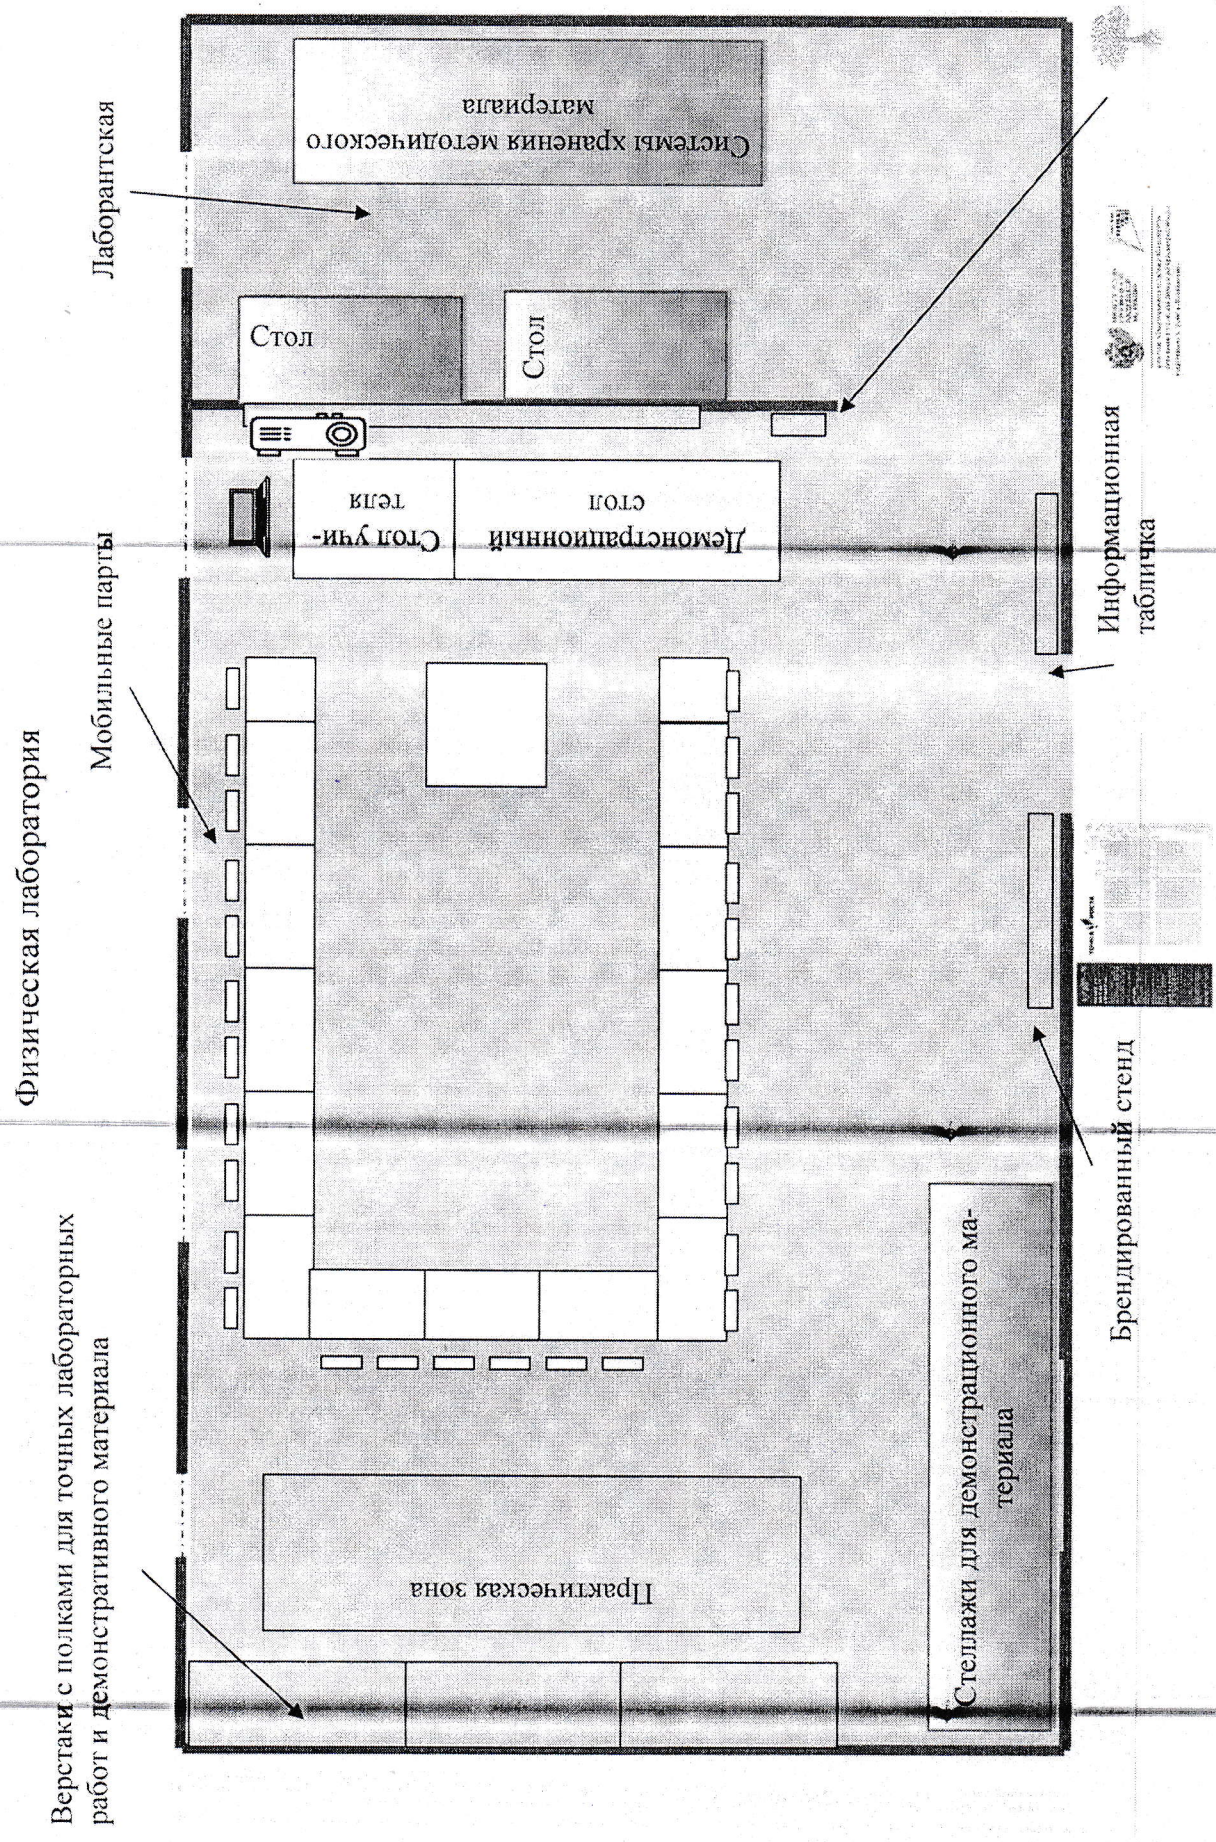 Физическая лаборатория
Верстаки с полками для точных лабораторных
работ и демонстративного материала
Мобильные парты
Лаборантская
Системы хранения методического
материала
Стол
Стол
Стол учи-
теля
Демонстрационный
стол
Практическая зона
Стеллажи для демонстрационного ма-
териала
Брендированный стенд
Информационная
табличка